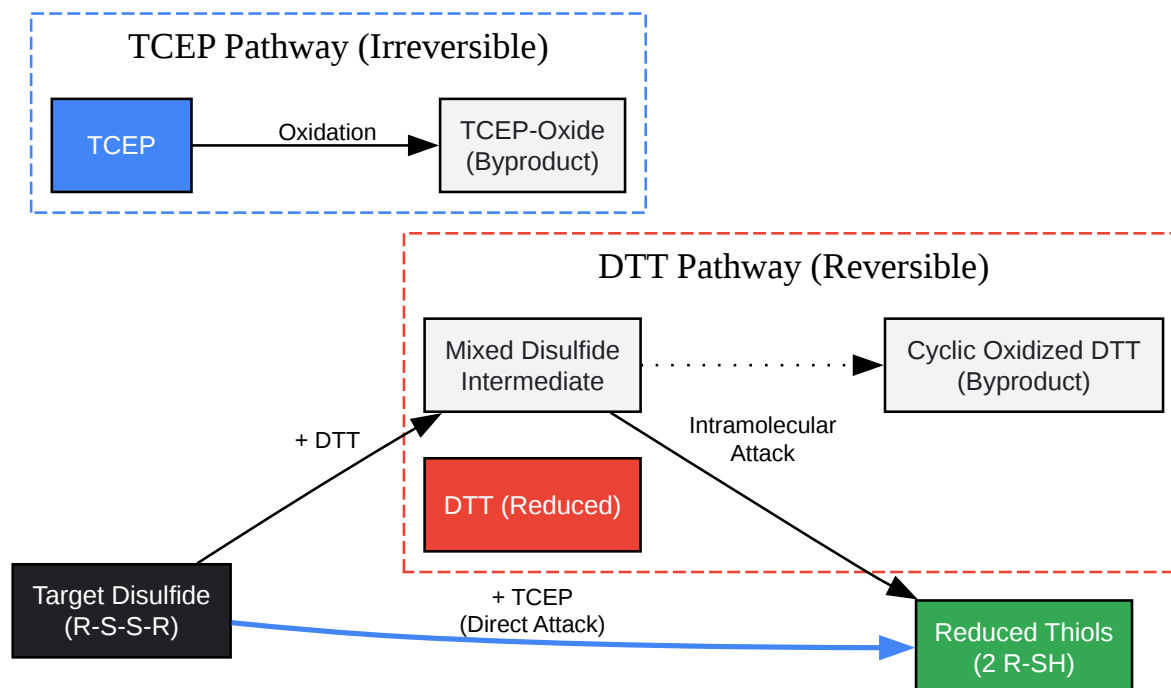 TCEP Pathway (Irreversible)
TCEP
Oxidation
TCEP-Oxide
(Byproduct)
DTT Pathway (Reversible)
Mixed Disulfide
Intermediate
Cyclic Oxidized DTT
(Byproduct)
+ DTT
Intramolecular
Attack
DTT (Reduced)
Target Disulfide
(R-S-S-R)
+ TCEP
(Direct Attack)
Reduced Thiols
(2 R-SH)